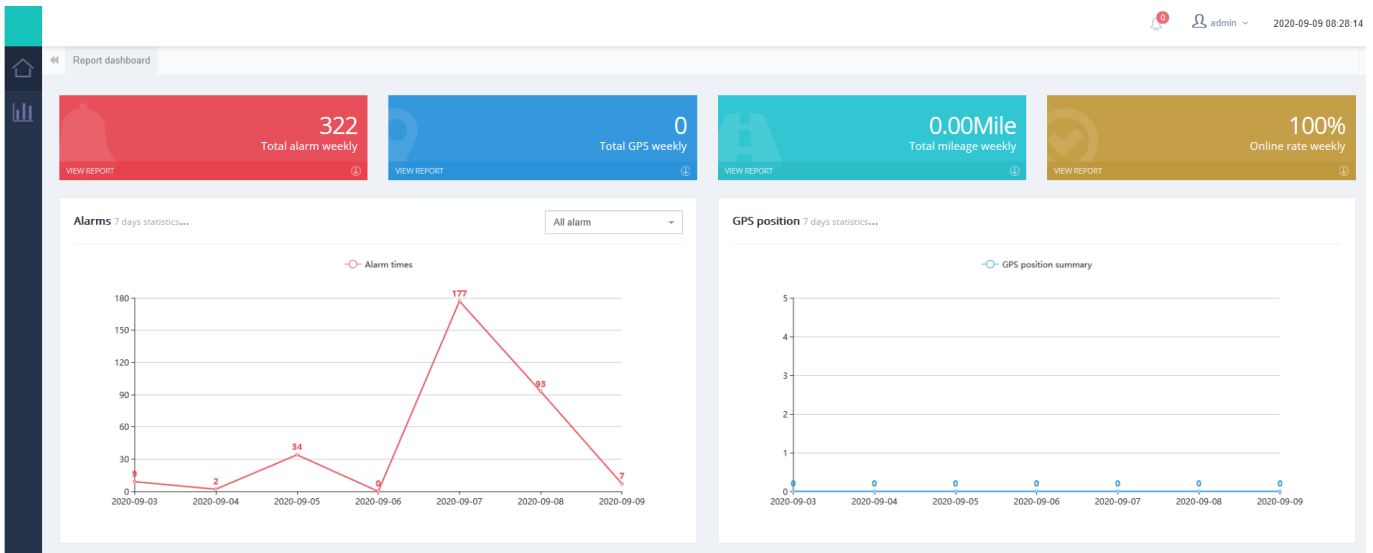 0
admin
2020-09-09 08:28:14
Report dashboard
322
Total alarm weekly
VIEW REPORT
0
Total GPS weekly
VIEW REPORT
0.00Mile
Total mileage weekly
VIEW REPORT
100%
Online rate weekly
VIEW REPORT
Alarms 7 days statistics...
All alarm
Alarm times
180
150
120
90
60
30
0
9
2
34
0
177
93
7
2020-09-03 2020-09-04 2020-09-05 2020-09-06 2020-09-07 2020-09-08 2020-09-09
GPS position 7 days statistics...
GPS position summary
5
4
3
2
1
0
0 0 0 0 0 0 0
2020-09-03 2020-09-04 2020-09-05 2020-09-06 2020-09-07 2020-09-08 2020-09-09